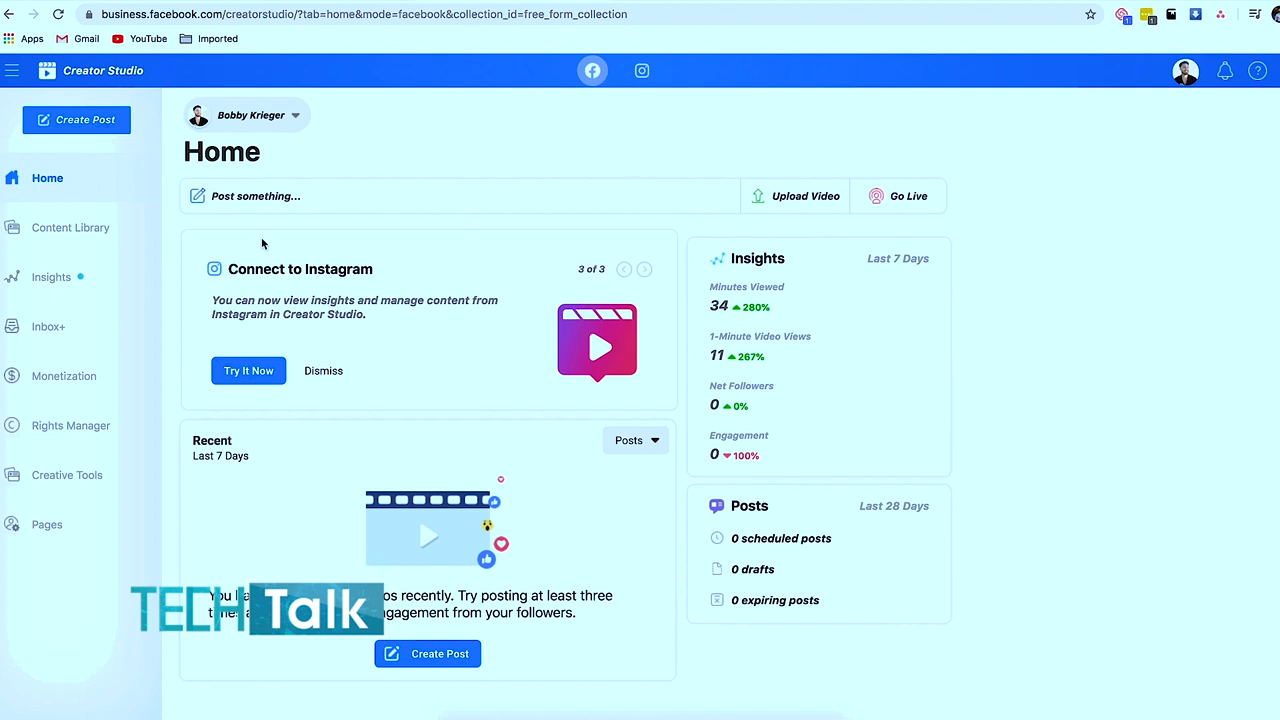 business.facebook.com/creatorstudio/?tab=home&mode=facebook&collection_id=free_form_collection
Apps Gmail YouTube Imported
Creator Studio
Create Post
Bobby Krieger
Home
Home
Post something...
Upload Video
Go Live
Content Library
Insights
Inbox+
Monetization
Rights Manager
Creative Tools
Pages
Connect to Instagram
3 of 3
You can now view insights and manage content from
Instagram in Creator Studio.
Try It Now
Dismiss
Insights
Last 7 Days
Minutes Viewed
34 280%
1-Minute Video Views
11 267%
Net Followers
0 0%
Engagement
0 100%
Recent
Last 7 Days
Posts
recently. Try posting at least three
from your followers.
Create Post
Posts
Last 28 Days
0 scheduled posts
0 drafts
0 expiring posts
TECH Talk